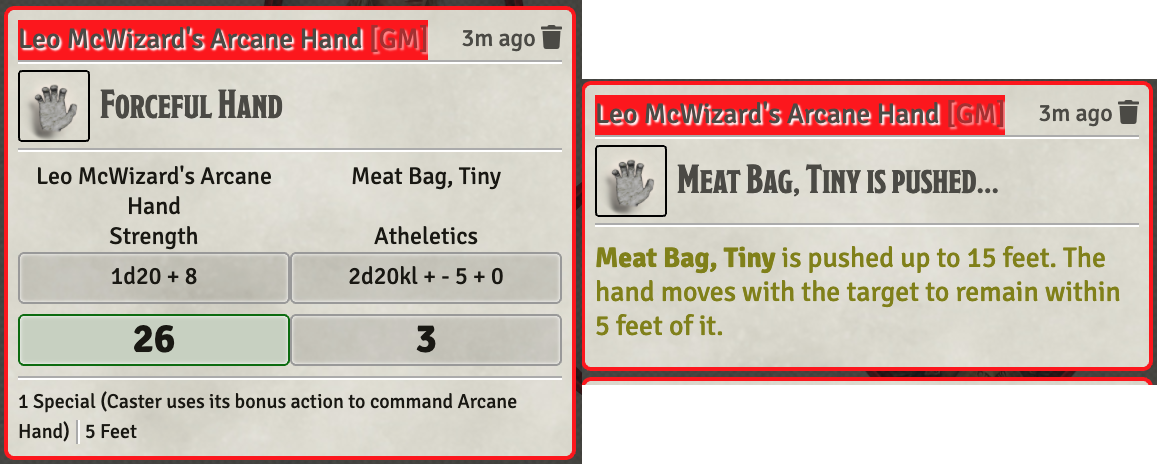 Leo McWizard's Arcane Hand [GM] 3m ago
FORCEFUL HAND
Leo McWizard's Arcane Hand Meat Bag, Tiny
Strength Atheletics
1d20 + 8 2d20kl + - 5 + 0
26 3
1 Special (Caster uses its bonus action to command Arcane
Hand) | 5 Feet
Leo McWizard's Arcane Hand [GM] 3m ago
MEAT BAG, TINY IS PUSHED...
Meat Bag, Tiny is pushed up to 15 feet. The
hand moves with the target to remain within
5 feet of it.